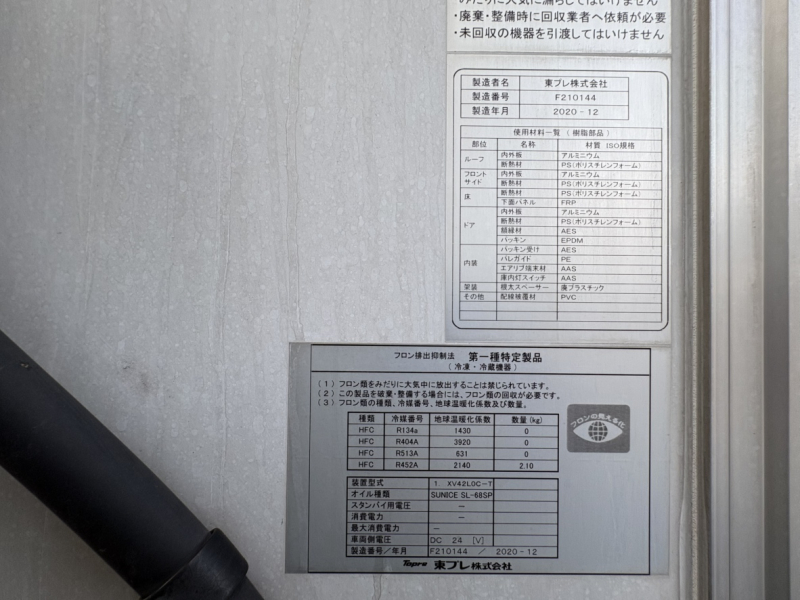 みだりに大気に漏らしてはいけません
・廃棄・整備時に回収業者へ依頼が必要
・未回収の機器を引渡してはいけません
製造者名 東プレ株式会社
製造番号 F210144
製造年月 2020-12
使用材料一覧 (樹脂部品)
部位 名称 材質 ISO規格
ルーフ 内外板 アルミニウム
断熱材 PS(ポリスチレンフォーム)
フロントサイド 内外板 アルミニウム
断熱材 PS(ポリスチレンフォーム)
床 断熱材 PS(ポリスチレンフォーム)
下面パネル FRP
ドア 内外板 アルミニウム
断熱材 PS(ポリスチレンフォーム)
額縁材 AES
パッキン EPDM
内装 パッキン受け AES
バレガイド PE
エアリブ端末材 AAS
庫内灯スイッチ AAS
架装 根太スペーサー 廃プラスチック
その他 配線被覆材 PVC
フロン排出抑制法 第一種特定製品
(冷凍・冷蔵機器)
(1) フロン類をみだりに大気中に放出することは禁じられています。
(2) この製品を破棄・整備する場合には、フロン類の回収が必要です。
(3) フロン類の種類、冷媒番号、地球温暖化係数及び数量。
種類 冷媒番号 地球温暖化係数 数量(kg)
HFC R134a 1430 0
HFC R404A 3920 0
HFC R513A 631 0
HFC R452A 2140 2.10
フロンの見える化
装置型式 1. XV42L0C-T
オイル種類 SUNICE SL-68SP
スタンバイ用電圧 —
消費電力 —
最大消費電力 —
車両側電圧 DC 24 [V]
製造番号/年月 F210144 / 2020-12
Topre 東プレ株式会社